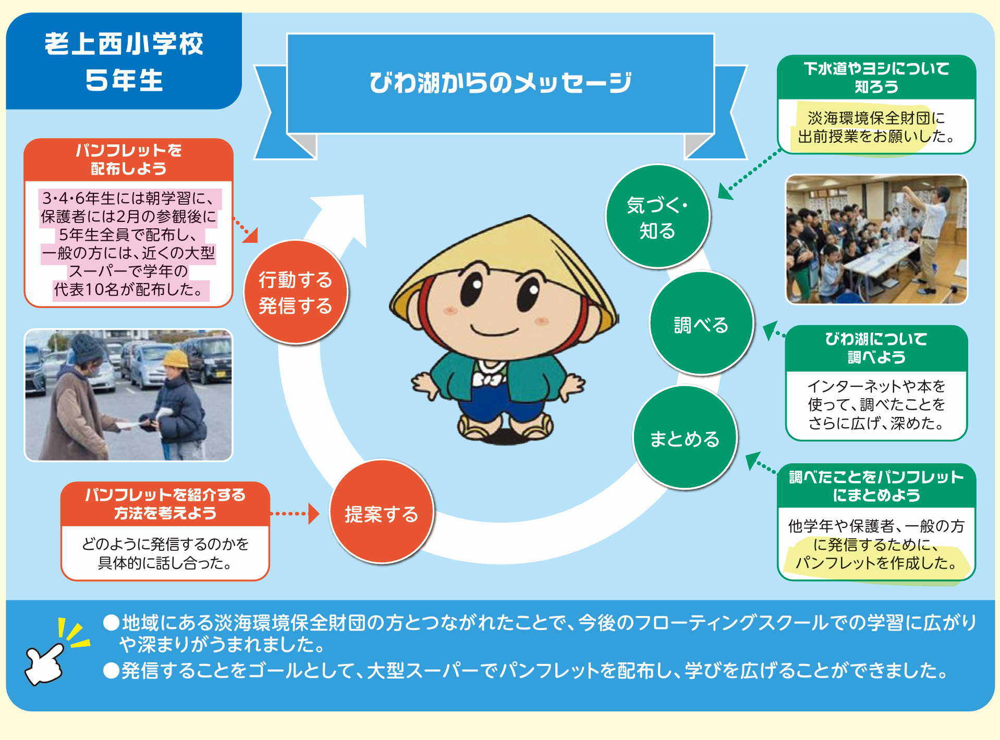 老上西小学校
5年生
びわ湖からのメッセージ
下水道やヨシについて
知ろう
淡海環境保全財団に
出前授業をお願いした。
気づく・
知る
調べる
びわ湖について
調べよう
インターネットや本を
使って、調べたことを
さらに広げ、深めた。
まとめる
調べたことをパンフレット
にまとめよう
他学年や保護者、一般の方
に発信するために、
パンフレットを作成した。
提案する
パンフレットを紹介する
方法を考えよう
どのように発信するのかを
具体的に話し合った。
行動する
発信する
パンフレットを
配布しよう
3・4・6年生には朝学習に、
保護者には2月の参観後に
5年生全員で配布し、
一般の方には、近くの大型
スーパーで学年の
代表10名が配布した。
●地域にある淡海環境保全財団の方とつながれたことで、今後のフローティングスクールでの学習に広がり
や深まりがうまれました。
●発信することをゴールとして、大型スーパーでパンフレットを配布し、学びを広げることができました。